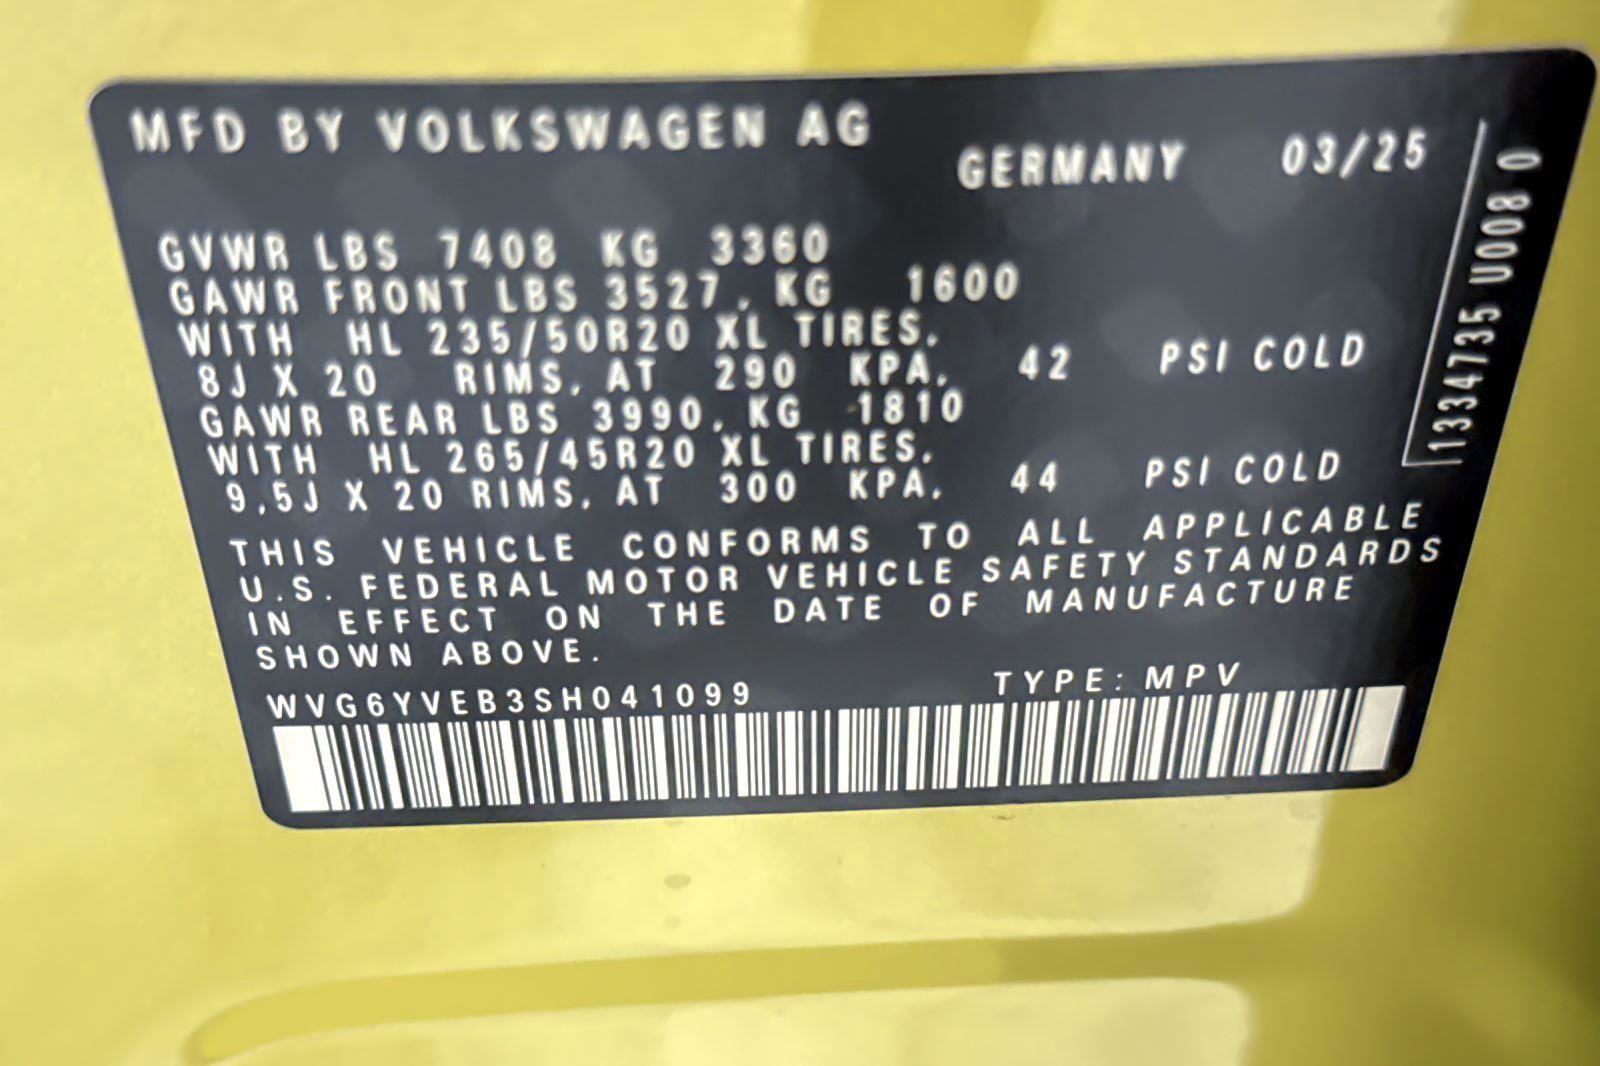 MFD BY VOLKSWAGEN AG
GERMANY 03/25
GVWR LBS 7408 KG 3360
GAWR FRONT LBS 3527, KG 1600
WITH HL 235/50R20 XL TIRES,
8J X 20 RIMS, AT 290 KPA, 42 PSI COLD
GAWR REAR LBS 3990, KG 1810
WITH HL 265/45R20 XL TIRES,
9,5J X 20 RIMS, AT 300 KPA, 44 PSI COLD
THIS VEHICLE CONFORMS TO ALL APPLICABLE
U.S. FEDERAL MOTOR VEHICLE SAFETY STANDARDS
IN EFFECT ON THE DATE OF MANUFACTURE
SHOWN ABOVE.
WVG6YVEB3SH041099 TYPE: MPV
1334735 U008 0